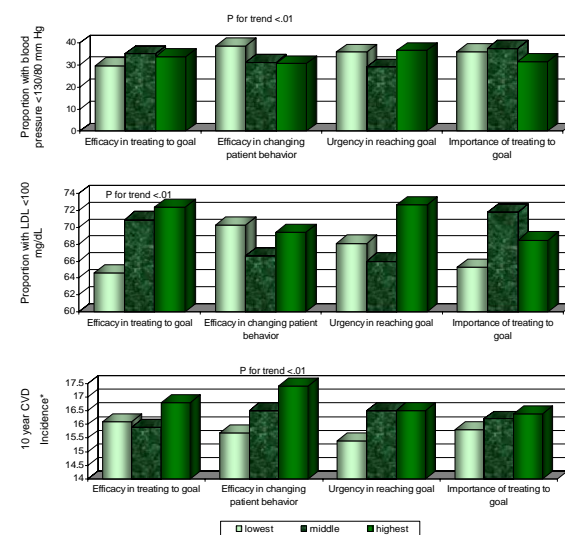 P for trend <.01
Proportion with blood
pressure <130/80 mm Hg
40
30
20
10
0
Efficacy in treating to goal
Efficacy in changing
patient behavior
Urgency in reaching goal
Importance of treating to
goal
P for trend <.01
Proportion with LDL <100
mg/dL
74
72
70
68
66
64
62
60
Efficacy in treating to goal
Efficacy in changing patient
behavior
Urgency in reaching goal
Importance of treating to
goal
P for trend <.01
10 year CVD
Incidence*
17.5
16.5
15.5
14.5
14
Efficacy in treating to goal
Efficacy in changing
patient behavior
Urgency in reaching goal
Importance of treating to
goal
lowest middle highest